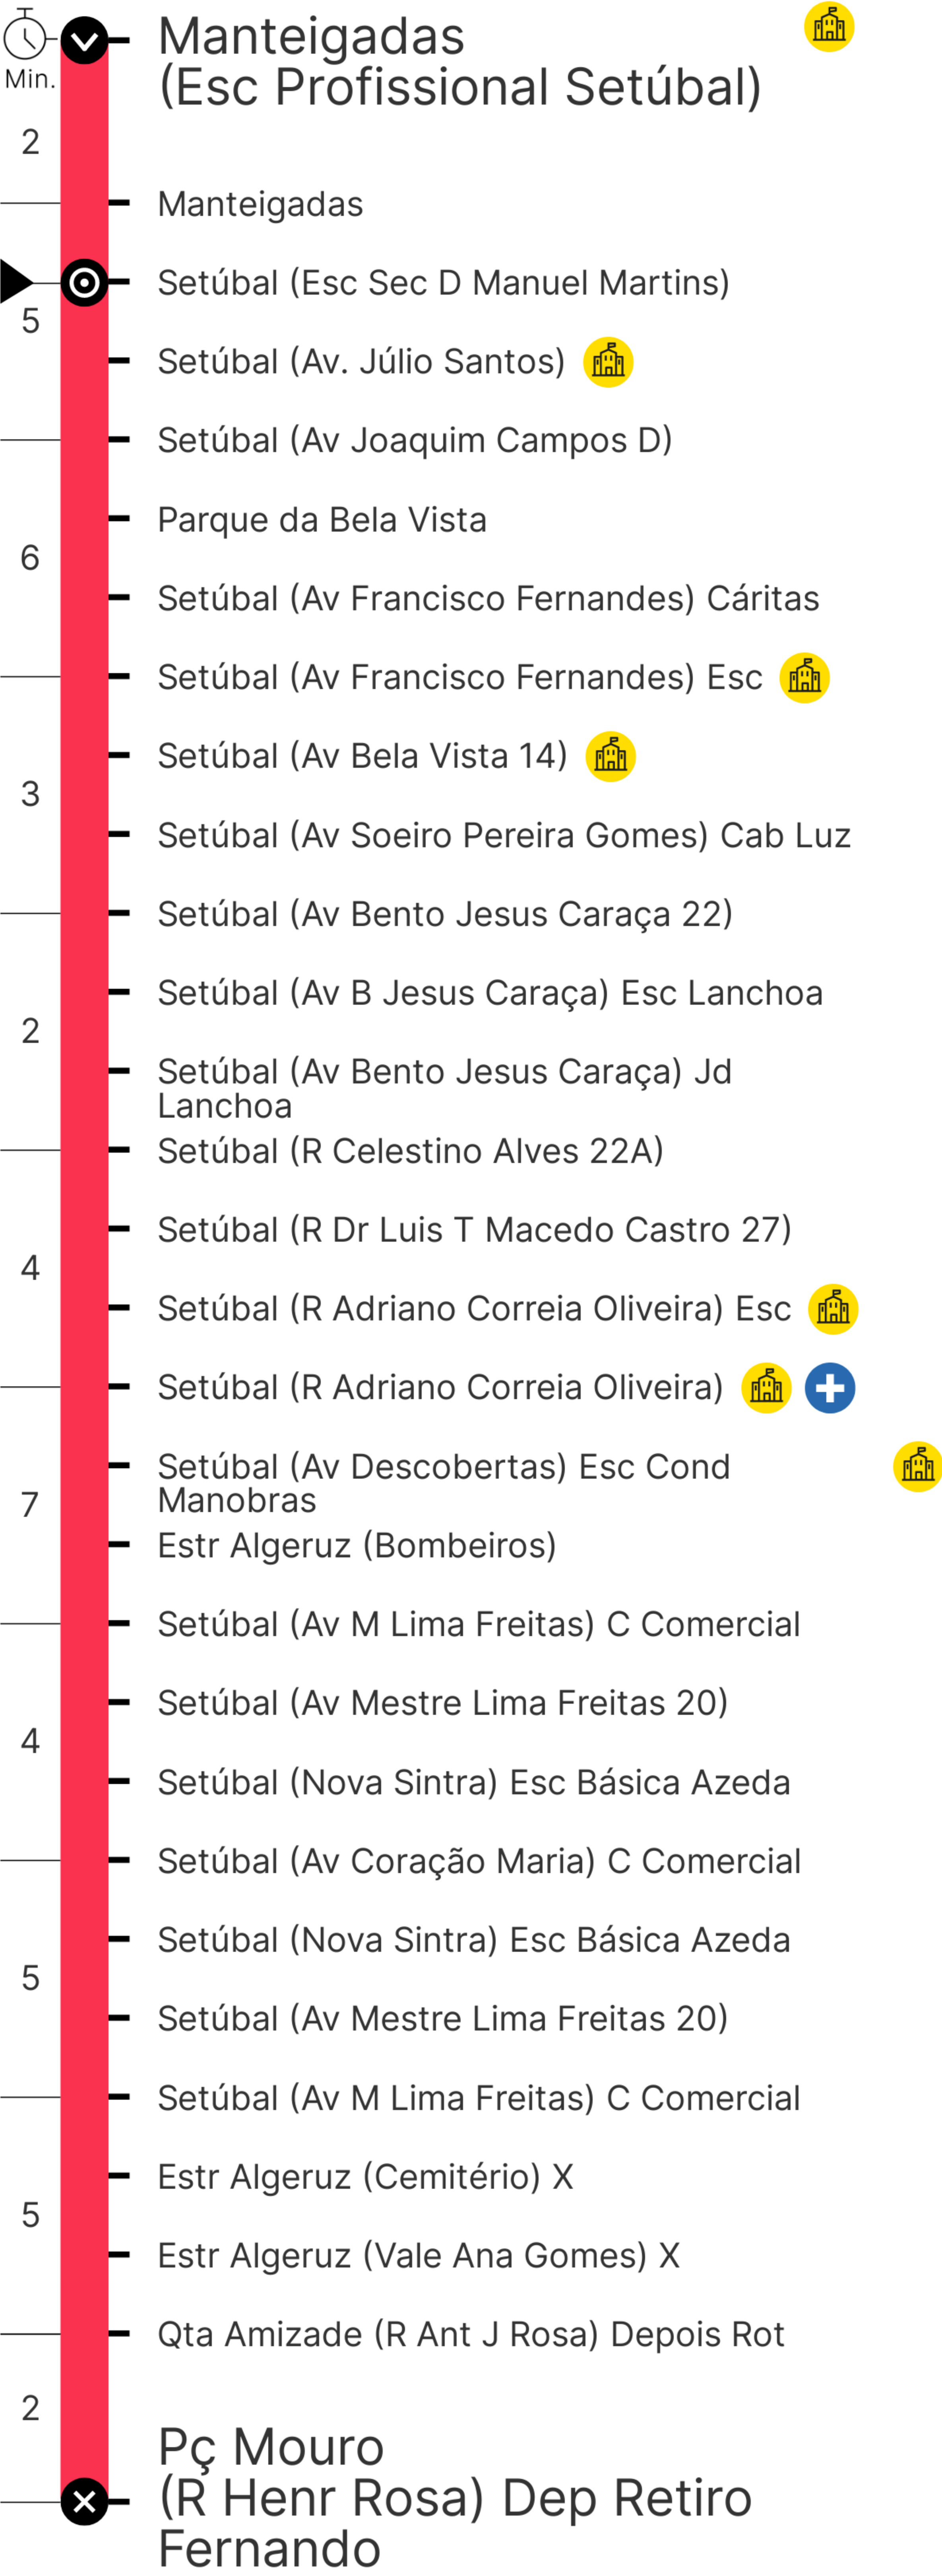 Manteigadas
(Esc Profissional Setúbal)
Min.
2
Manteigadas
Setúbal (Esc Sec D Manuel Martins)
5
Setúbal (Av. Júlio Santos)
Setúbal (Av Joaquim Campos D)
Parque da Bela Vista
6
Setúbal (Av Francisco Fernandes) Cáritas
Setúbal (Av Francisco Fernandes) Esc
Setúbal (Av Bela Vista 14)
3
Setúbal (Av Soeiro Pereira Gomes) Cab Luz
Setúbal (Av Bento Jesus Caraça 22)
Setúbal (Av B Jesus Caraça) Esc Lanchoa
2
Setúbal (Av Bento Jesus Caraça) Jd
Lanchoa
Setúbal (R Celestino Alves 22A)
Setúbal (R Dr Luis T Macedo Castro 27)
4
Setúbal (R Adriano Correia Oliveira) Esc
Setúbal (R Adriano Correia Oliveira)
Setúbal (Av Descobertas) Esc Cond
Manobras
7
Estr Algeruz (Bombeiros)
Setúbal (Av M Lima Freitas) C Comercial
Setúbal (Av Mestre Lima Freitas 20)
4
Setúbal (Nova Sintra) Esc Básica Azeda
Setúbal (Av Coração Maria) C Comercial
Setúbal (Nova Sintra) Esc Básica Azeda
5
Setúbal (Av Mestre Lima Freitas 20)
Setúbal (Av M Lima Freitas) C Comercial
Estr Algeruz (Cemitério) X
5
Estr Algeruz (Vale Ana Gomes) X
Qta Amizade (R Ant J Rosa) Depois Rot
2
Pç Mouro
(R Henr Rosa) Dep Retiro
Fernando